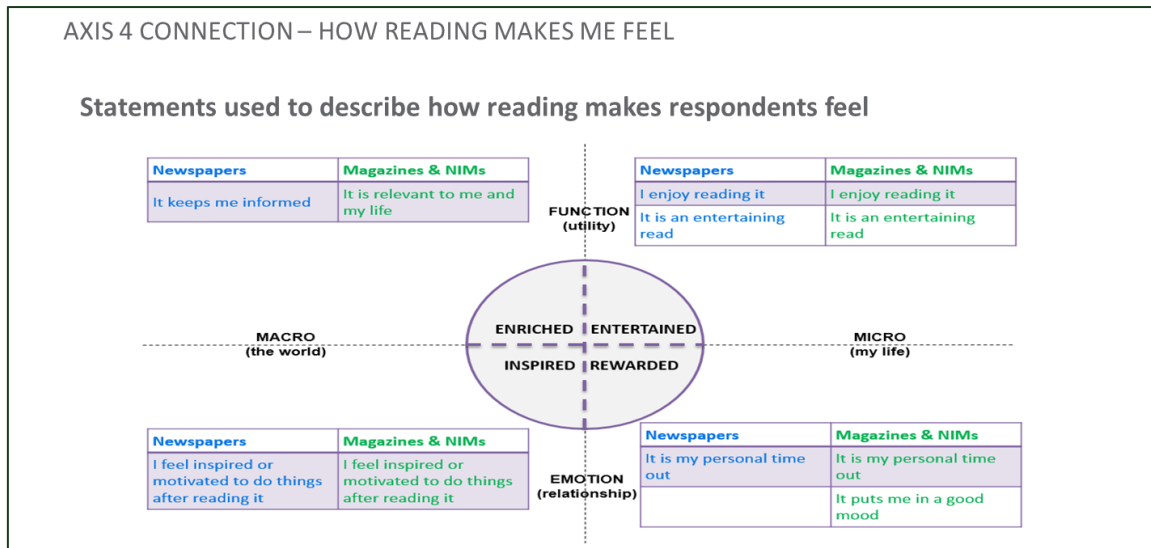 AXIS 4 CONNECTION – HOW READING MAKES ME FEEL
Statements used to describe how reading makes respondents feel
Newspapers
Magazines & NIMs
It keeps me informed
It is relevant to me and
my life
FUNCTION
(utility)
Newspapers
Magazines & NIMs
I enjoy reading it
I enjoy reading it
It is an entertaining
read
It is an entertaining
read
MACRO
(the world)
ENRICHED
ENTERTAINED
INSPIRED
REWARDED
MICRO
(my life)
Newspapers
Magazines & NIMs
I feel inspired or
motivated to do things
after reading it
I feel inspired or
motivated to do things
after reading it
EMOTION
(relationship)
Newspapers
Magazines & NIMs
It is my personal time
out
It is my personal time
out
It puts me in a good
mood